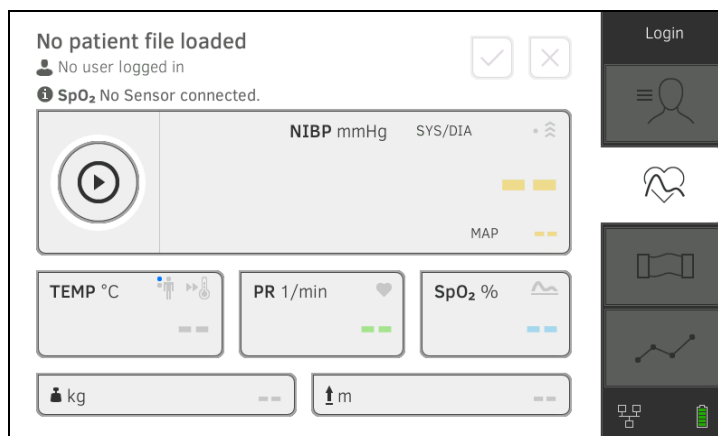 No patient file loaded
No user logged in
SpO₂ No Sensor connected.
NIBP mmHg SYS/DIA
-- --
MAP --
TEMP °C
--
PR 1/min
--
SpO₂ %
--
kg --
m --
Login